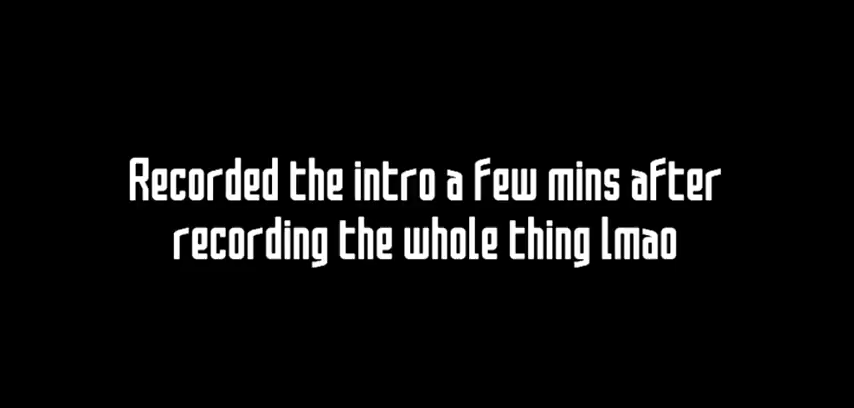 Recorded the intro a few mins after
recording the whole thing lmao